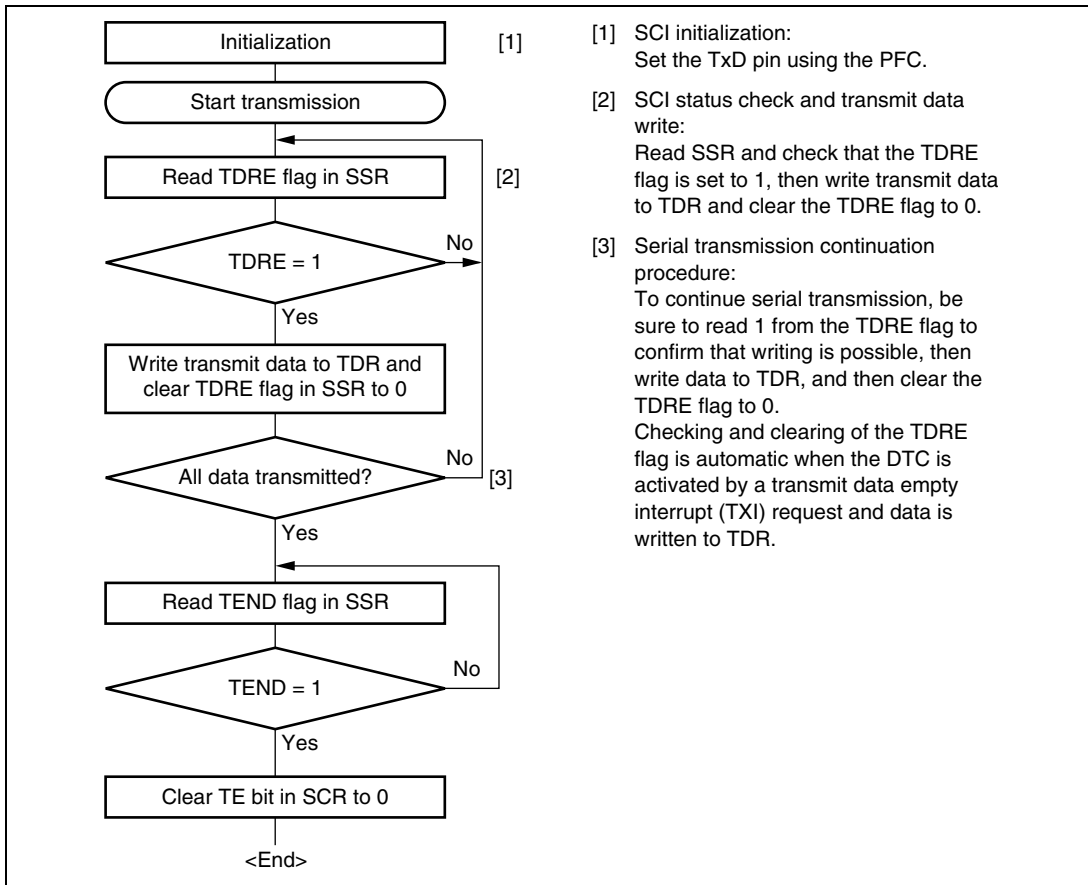 Initialization
[1]
Start transmission
Read TDRE flag in SSR
[2]
No
TDRE = 1
Yes
Write transmit data to TDR and
clear TDRE flag in SSR to 0
No
All data transmitted?
[3]
Yes
Read TEND flag in SSR
No
TEND = 1
Yes
Clear TE bit in SCR to 0
<End>
[1] SCI initialization:
Set the TxD pin using the PFC.
[2] SCI status check and transmit data
write:
Read SSR and check that the TDRE
flag is set to 1, then write transmit data
to TDR and clear the TDRE flag to 0.
[3] Serial transmission continuation
procedure:
To continue serial transmission, be
sure to read 1 from the TDRE flag to
confirm that writing is possible, then
write data to TDR, and then clear the
TDRE flag to 0.
Checking and clearing of the TDRE
flag is automatic when the DTC is
activated by a transmit data empty
interrupt (TXI) request and data is
written to TDR.